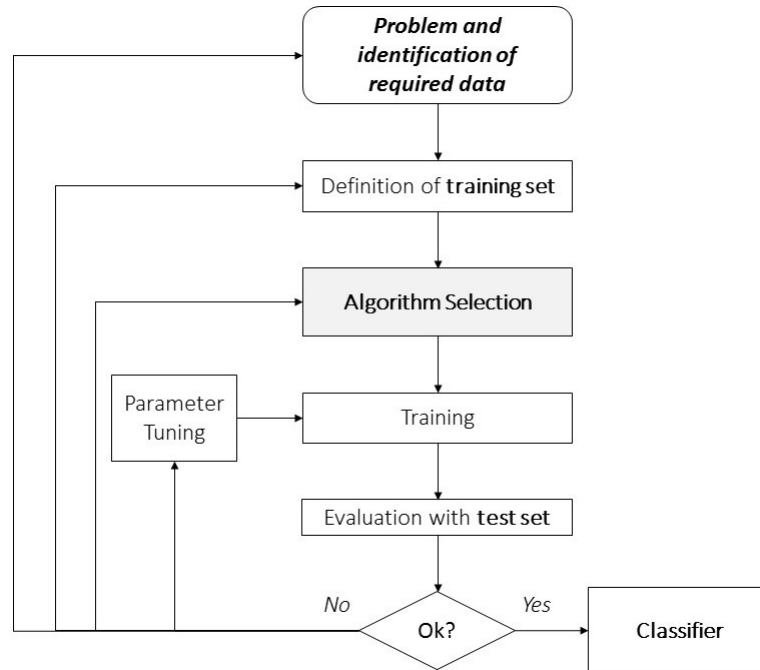 Problem and
identification of
required data
Definition of training set
Algorithm Selection
Parameter
Tuning
Training
Evaluation with test set
No
Ok?
Yes
Classifier